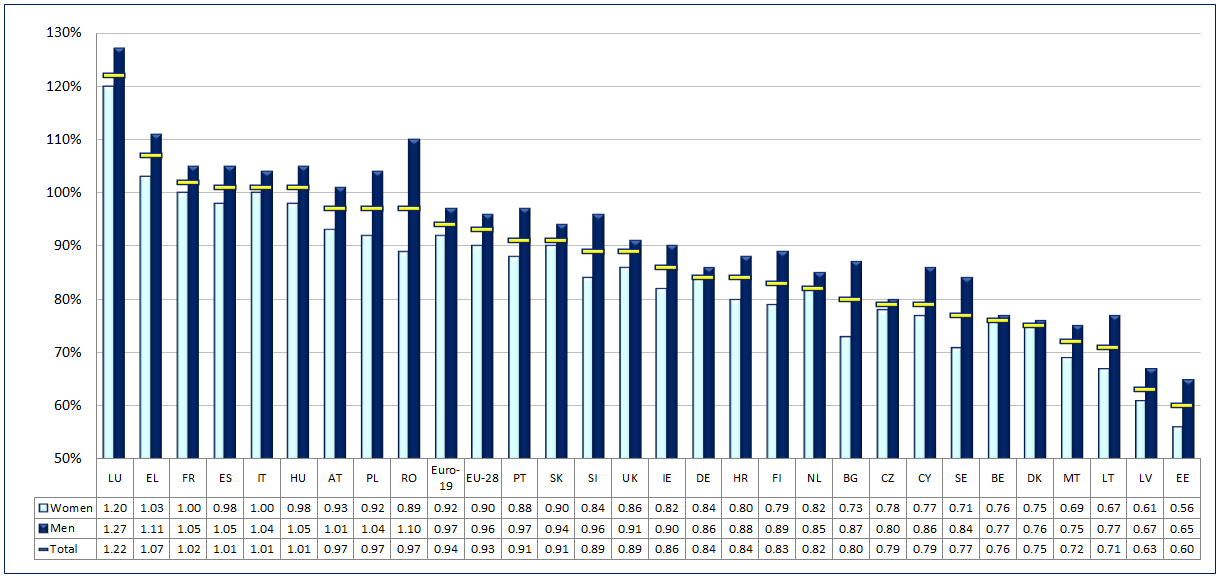 130%
120%
110%
100%
90%
80%
70%
60%
50%
LU EL FR ES IT HU AT PL RO Euro-19 EU-28 PT SK SI UK IE DE HR FI NL BG CZ CY SE BE DK MT LT LV EE
Women 1.20 1.03 1.00 0.98 1.00 0.98 0.93 0.92 0.89 0.92 0.90 0.88 0.90 0.84 0.86 0.82 0.84 0.80 0.79 0.82 0.73 0.78 0.77 0.71 0.76 0.75 0.69 0.67 0.61 0.56
Men 1.27 1.11 1.05 1.05 1.04 1.05 1.01 1.04 1.10 0.97 0.96 0.97 0.94 0.96 0.91 0.90 0.86 0.88 0.89 0.85 0.87 0.80 0.86 0.84 0.77 0.76 0.75 0.77 0.67 0.65
Total 1.22 1.07 1.02 1.01 1.01 1.01 0.97 0.97 0.97 0.94 0.93 0.91 0.91 0.89 0.89 0.86 0.84 0.84 0.83 0.82 0.80 0.79 0.79 0.77 0.76 0.75 0.72 0.71 0.63 0.60